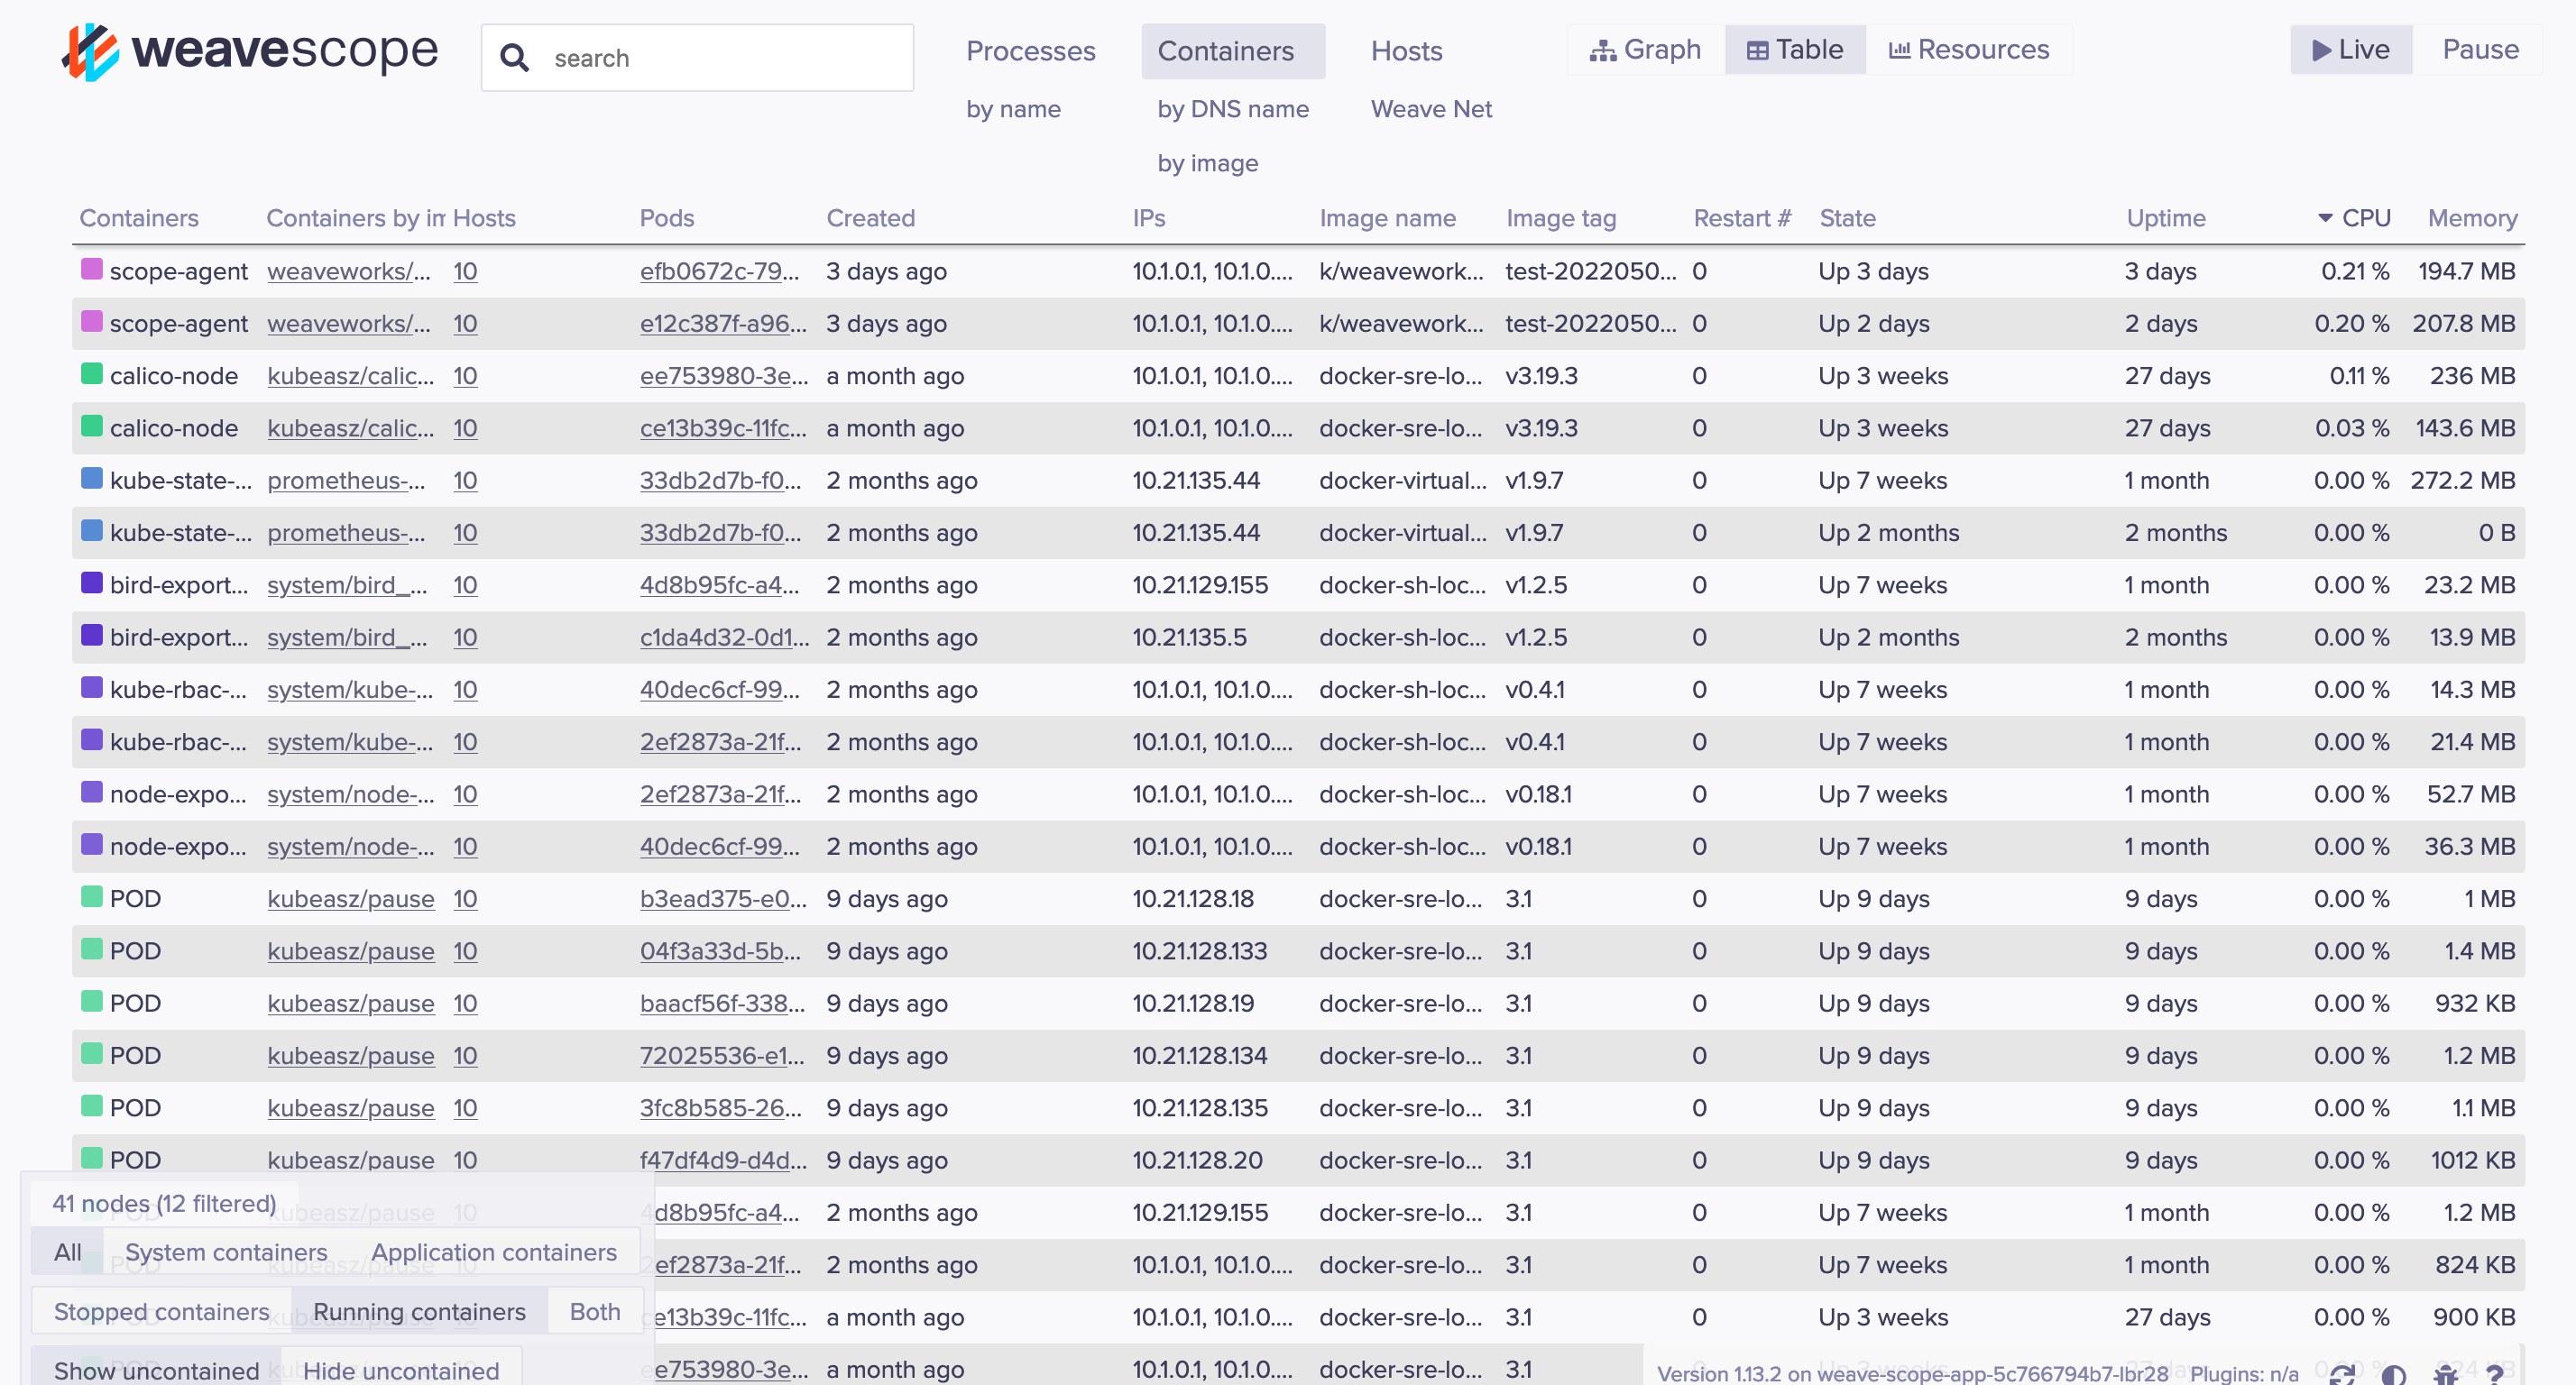 weavescope search Processes Containers Hosts Graph Table Resources Live Pause
by name by DNS name Weave Net
by image
Containers Containers by im Hosts Pods Created IPs Image name Image tag Restart # State Uptime CPU Memory
scope-agent weaveworks/... 10 efb0672c-79... 3 days ago 10.1.0.1, 10.1.0.... k/weavework... test-2022050... 0 Up 3 days 3 days 0.21 % 194.7 MB
scope-agent weaveworks/... 10 e12c387f-a96... 3 days ago 10.1.0.1, 10.1.0.... k/weavework... test-2022050... 0 Up 2 days 2 days 0.20 % 207.8 MB
calico-node kubeasz/calic... 10 ee753980-3e... a month ago 10.1.0.1, 10.1.0.... docker-sre-lo... v3.19.3 0 Up 3 weeks 27 days 0.11 % 236 MB
calico-node kubeasz/calic... 10 ce13b39c-11fc... a month ago 10.1.0.1, 10.1.0.... docker-sre-lo... v3.19.3 0 Up 3 weeks 27 days 0.03 % 143.6 MB
kube-state-... prometheus-... 10 33db2d7b-f0... 2 months ago 10.21.135.44 docker-virtual... v1.9.7 0 Up 7 weeks 1 month 0.00 % 272.2 MB
kube-state-... prometheus-... 10 33db2d7b-f0... 2 months ago 10.21.135.44 docker-virtual... v1.9.7 0 Up 2 months 2 months 0.00 % 0 B
bird-export... system/bird_... 10 4d8b95fc-a4... 2 months ago 10.21.129.155 docker-sh-loc... v1.2.5 0 Up 7 weeks 1 month 0.00 % 23.2 MB
bird-export... system/bird_... 10 c1da4d32-0d1... 2 months ago 10.21.135.5 docker-sh-loc... v1.2.5 0 Up 2 months 2 months 0.00 % 13.9 MB
kube-rbac-... system/kube-... 10 40dec6cf-99... 2 months ago 10.1.0.1, 10.1.0.... docker-sh-loc... v0.4.1 0 Up 7 weeks 1 month 0.00 % 14.3 MB
kube-rbac-... system/kube-... 10 2ef2873a-21f... 2 months ago 10.1.0.1, 10.1.0.... docker-sh-loc... v0.4.1 0 Up 7 weeks 1 month 0.00 % 21.4 MB
node-expo... system/node-... 10 2ef2873a-21f... 2 months ago 10.1.0.1, 10.1.0.... docker-sh-loc... v0.18.1 0 Up 7 weeks 1 month 0.00 % 52.7 MB
node-expo... system/node-... 10 40dec6cf-99... 2 months ago 10.1.0.1, 10.1.0.... docker-sh-loc... v0.18.1 0 Up 7 weeks 1 month 0.00 % 36.3 MB
POD kubeasz/pause 10 b3ead375-e0... 9 days ago 10.21.128.18 docker-sre-lo... 3.1 0 Up 9 days 9 days 0.00 % 1 MB
POD kubeasz/pause 10 04f3a33d-5b... 9 days ago 10.21.128.133 docker-sre-lo... 3.1 0 Up 9 days 9 days 0.00 % 1.4 MB
POD kubeasz/pause 10 baacf56f-338... 9 days ago 10.21.128.19 docker-sre-lo... 3.1 0 Up 9 days 9 days 0.00 % 932 KB
POD kubeasz/pause 10 72025536-e1... 9 days ago 10.21.128.134 docker-sre-lo... 3.1 0 Up 9 days 9 days 0.00 % 1.2 MB
POD kubeasz/pause 10 3fc8b585-26... 9 days ago 10.21.128.135 docker-sre-lo... 3.1 0 Up 9 days 9 days 0.00 % 1.1 MB
POD kubeasz/pause 10 f47df4d9-d4d... 9 days ago 10.21.128.20 docker-sre-lo... 3.1 0 Up 9 days 9 days 0.00 % 1012 KB
41 nodes (12 filtered) kubeasz/pause 10 4d8b95fc-a4... 2 months ago 10.21.129.155 docker-sre-lo... 3.1 0 Up 7 weeks 1 month 0.00 % 1.2 MB
All System containers Application containers 2ef2873a-21f... 2 months ago 10.1.0.1, 10.1.0.... docker-sre-lo... 3.1 0 Up 7 weeks 1 month 0.00 % 824 KB
Stopped containers Running containers Both ce13b39c-11fc... a month ago 10.1.0.1, 10.1.0.... docker-sre-lo... 3.1 0 Up 3 weeks 27 days 0.00 % 900 KB
Show uncontained Hide uncontained ee753980-3e... a month ago 10.1.0.1, 10.1.0.... docker-sre-lo... 3.1 Version 1.13.2 on weave-scope-app-5c766794b7-lbr28 Plugins: n/a